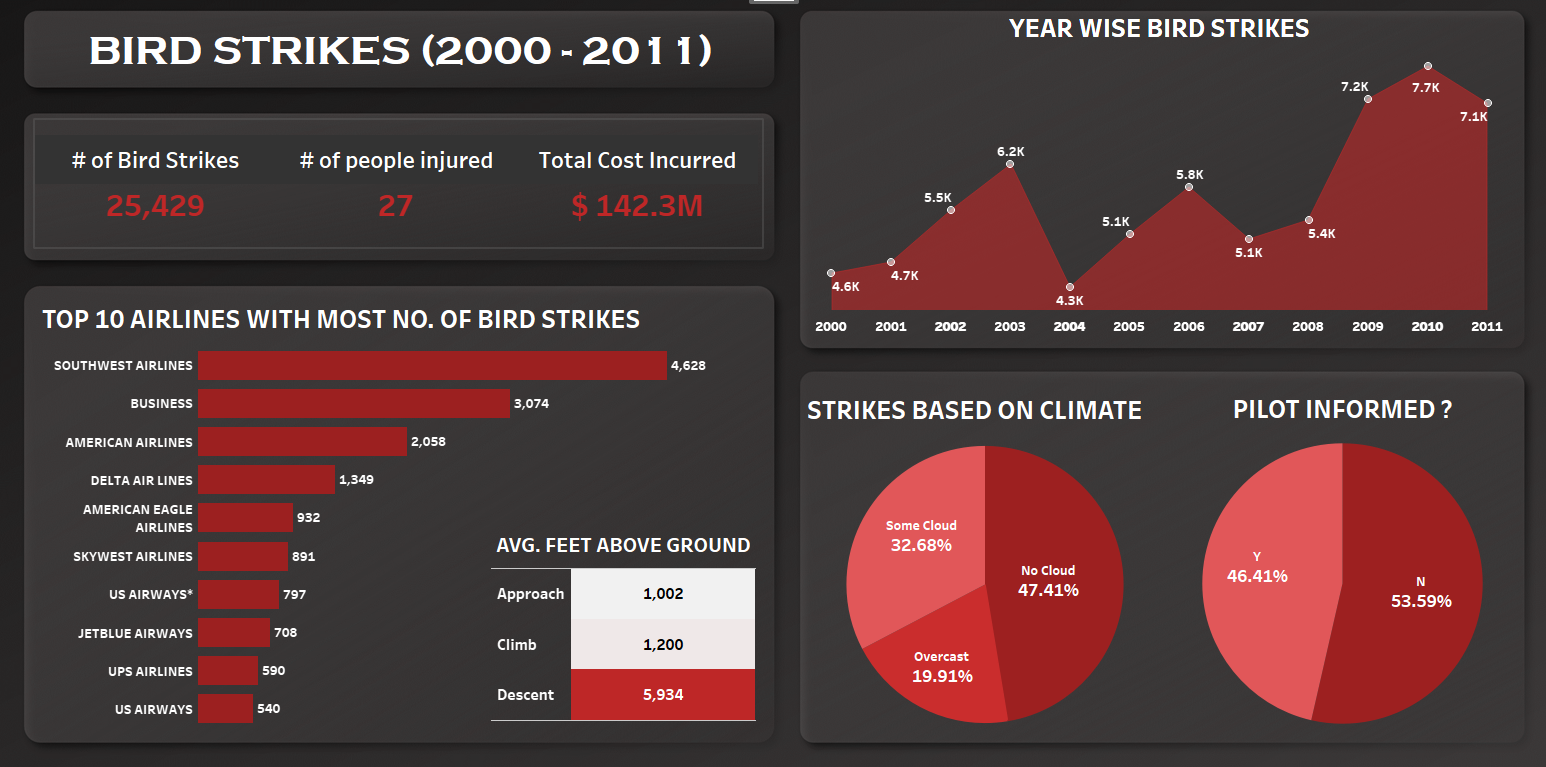 BIRD STRIKES (2000 - 2011)
# of Bird Strikes
# of people injured
Total Cost Incurred
25,429
27
$ 142.3M
TOP 10 AIRLINES WITH MOST NO. OF BIRD STRIKES
SOUTHWEST AIRLINES
4,628
BUSINESS
3,074
AMERICAN AIRLINES
2,058
DELTA AIR LINES
1,349
AMERICAN EAGLE
AIRLINES
932
SKYWEST AIRLINES
891
US AIRWAYS*
797
JETBLUE AIRWAYS
708
UPS AIRLINES
590
US AIRWAYS
540
AVG. FEET ABOVE GROUND
Approach
1,002
Climb
1,200
Descent
5,934
YEAR WISE BIRD STRIKES
4.6K
4.7K
5.5K
6.2K
4.3K
5.1K
5.8K
5.1K
5.4K
7.2K
7.7K
7.1K
2000
2001
2002
2003
2004
2005
2006
2007
2008
2009
2010
2011
STRIKES BASED ON CLIMATE
Some Cloud
32.68%
No Cloud
47.41%
Overcast
19.91%
PILOT INFORMED ?
Y
46.41%
N
53.59%